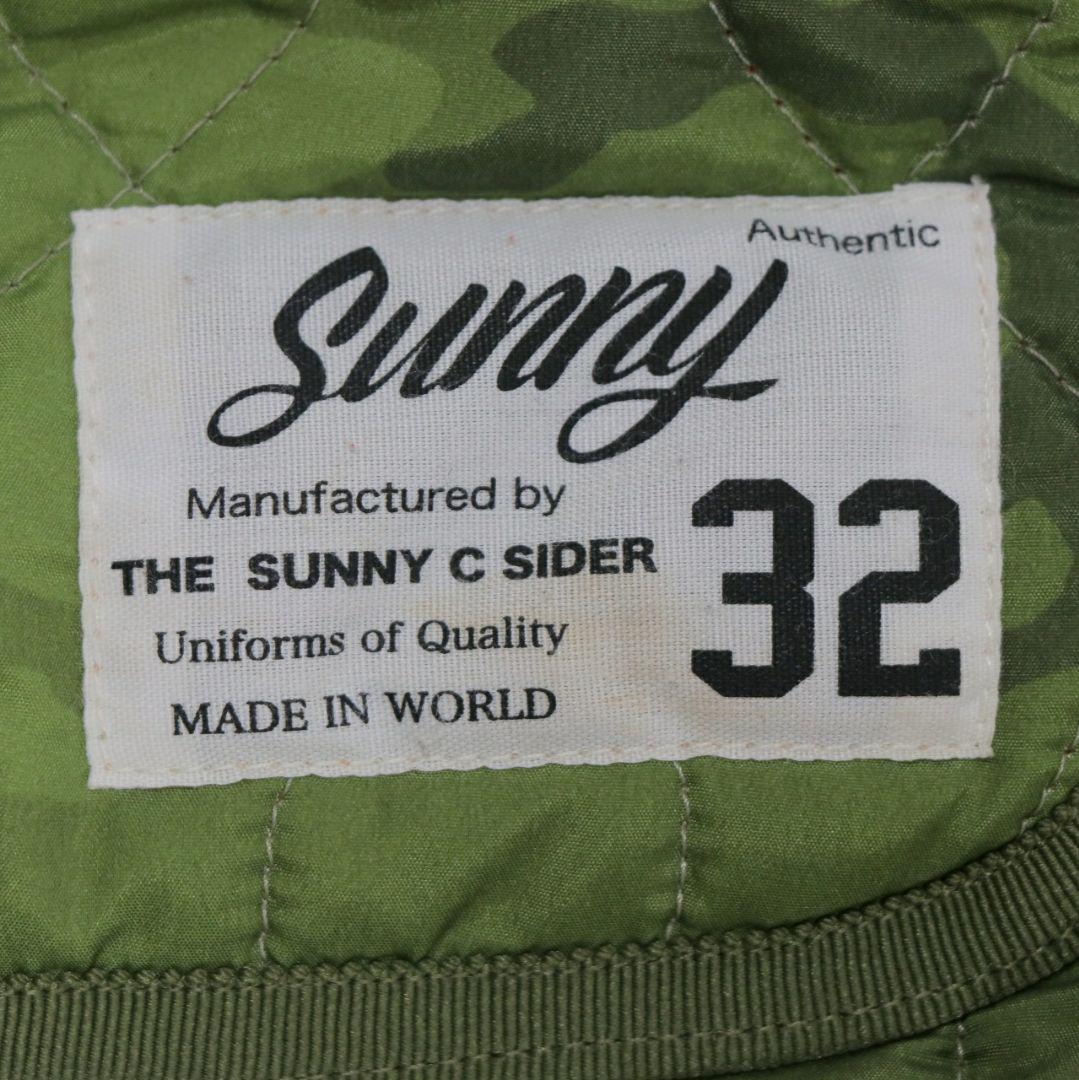 Authentic
Sunny
Manufactured by
THE SUNNY C SIDER
32
Uniforms of Quality
MADE IN WORLD